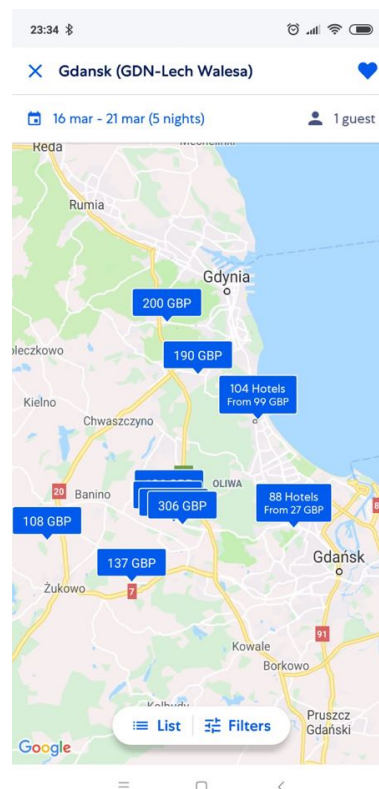 23:34
Gdansk (GDN-Lech Walesa)
16 mar - 21 mar (5 nights)
1 guest
Reda
Rumia
Gdynia
200 GBP
190 GBP
Kielno
104 Hotels
From 99 GBP
Chwaszczyno
OLIWA
20
Banino
306 GBP
88 Hotels
From 27 GBP
108 GBP
137 GBP
Gdańsk
Żukowo
7
91
Kowale
Borkowo
Pruszcz
Gdański
List
Filters
Google